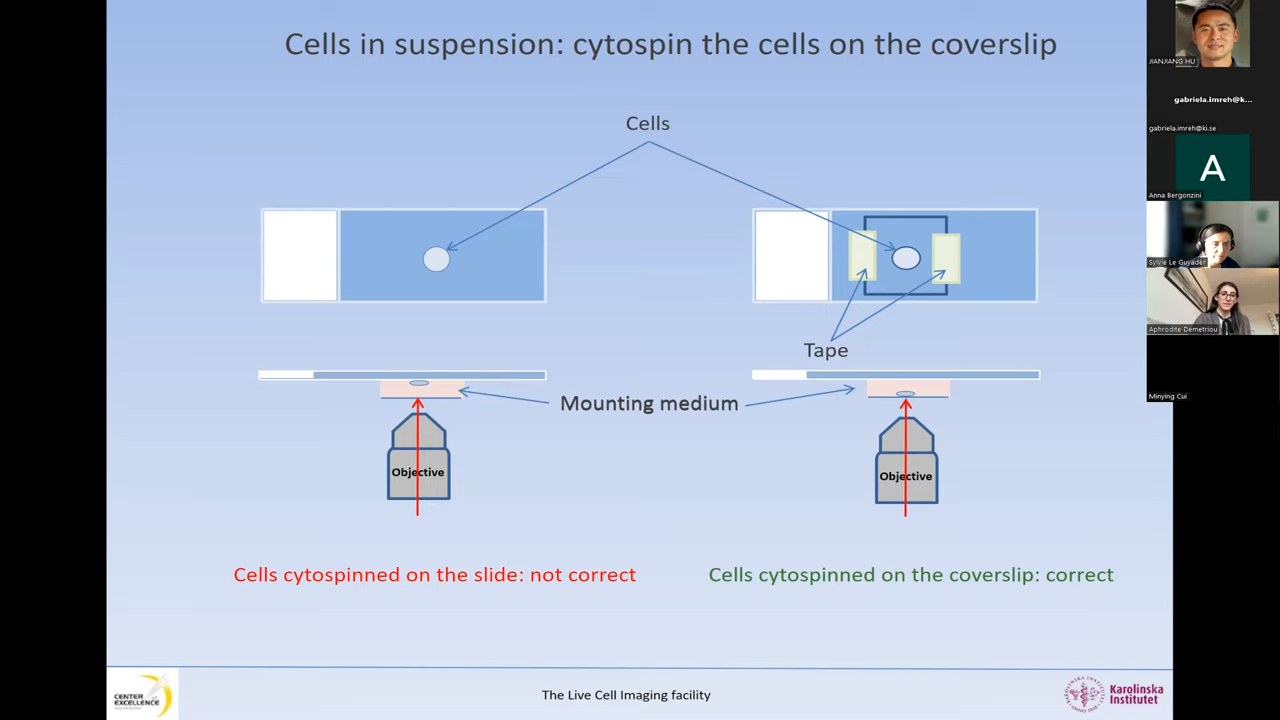 Cells in suspension: cytospin the cells on the coverslip
Cells
Tape
Mounting medium
Objective
Objective
Cells cytospinned on the slide: not correct
Cells cytospinned on the coverslip: correct
CENTER
EXCELLENCE
The Live Cell Imaging facility
Karolinska
Institutet
JIANJIANG HU
gabriela.imreh@k...
gabriela.imreh@ki.se
A
Anna Bergonzini
Sylvie Le Guyader
Aphrodite Demetriou
Minying Cui